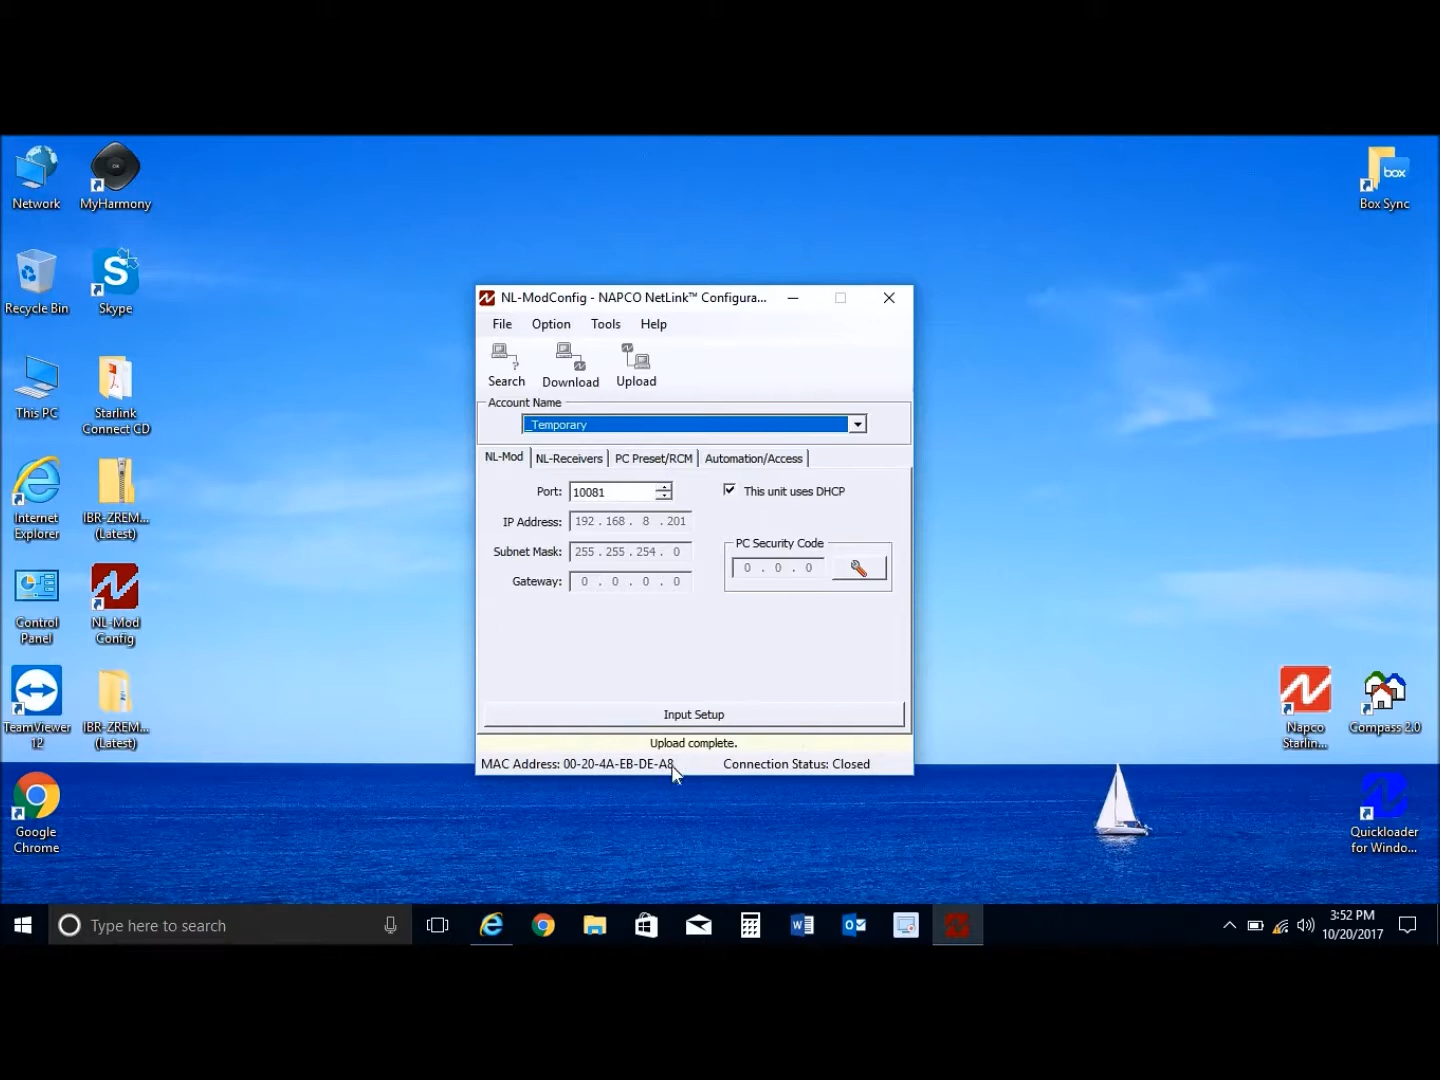 Network
MyHarmony
Box Sync
box
Recycle Bin
Skype
This PC
Starlink
Connect CD
Internet
Explorer
IBR-ZREM...
(Latest)
Control
Panel
NL-Mod
Config
TeamViewer
12
IBR-ZREM...
(Latest)
Google
Chrome
NL-ModConfig - NAPCO NetLink™ Configura...
File Option Tools Help
Search Download Upload
Account Name
_Temporary
NL-Mod NL-Receivers PC Preset/RCM Automation/Access
Port: 10081
This unit uses DHCP
IP Address: 192 . 168 . 8 . 201
Subnet Mask: 255 . 255 . 254 . 0
Gateway: 0 . 0 . 0 . 0
PC Security Code
0 . 0 . 0
Input Setup
Upload complete.
MAC Address: 00-20-4A-EB-DE-A8
Connection Status: Closed
Napco
Starlin...
Compass 2.0
Quickloader
for Windo...
Type here to search
3:52 PM
10/20/2017